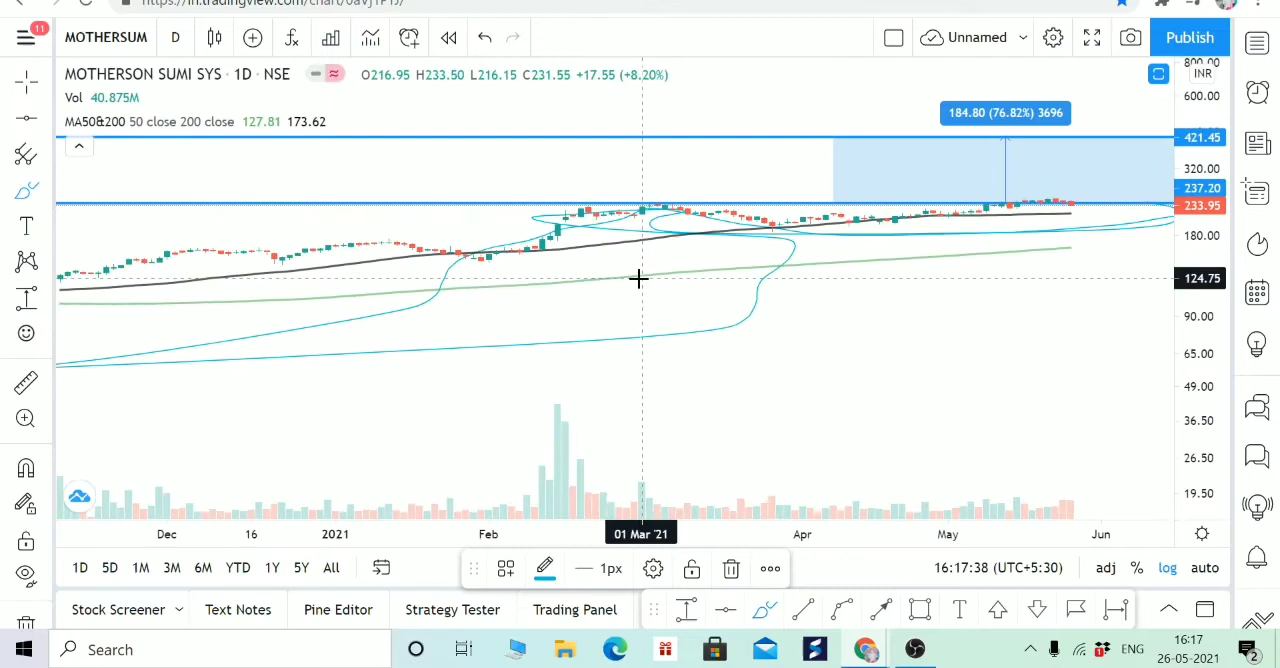 https://in.tradingview.com/chart/
11
MOTHERSUM D Unnamed Publish
MOTHERSON SUMI SYS · 1D · NSE O216.95 H233.50 L216.15 C231.55 +17.55 (+8.20%)
INR
Vol 40.875M
MA50&200 50 close 200 close 127.81 173.62
184.80 (76.82%) 3696
800.00
600.00
421.45
320.00
237.20
233.95
180.00
124.75
90.00
65.00
49.00
36.50
26.50
19.50
Dec 16 2021 Feb 01 Mar '21 Apr May Jun
1D 5D 1M 3M 6M YTD 1Y 5Y All 1px 16:17:38 (UTC+5:30) adj % log auto
Stock Screener Text Notes Pine Editor Strategy Tester Trading Panel
Search ENG 16:17
26-05-2021
2